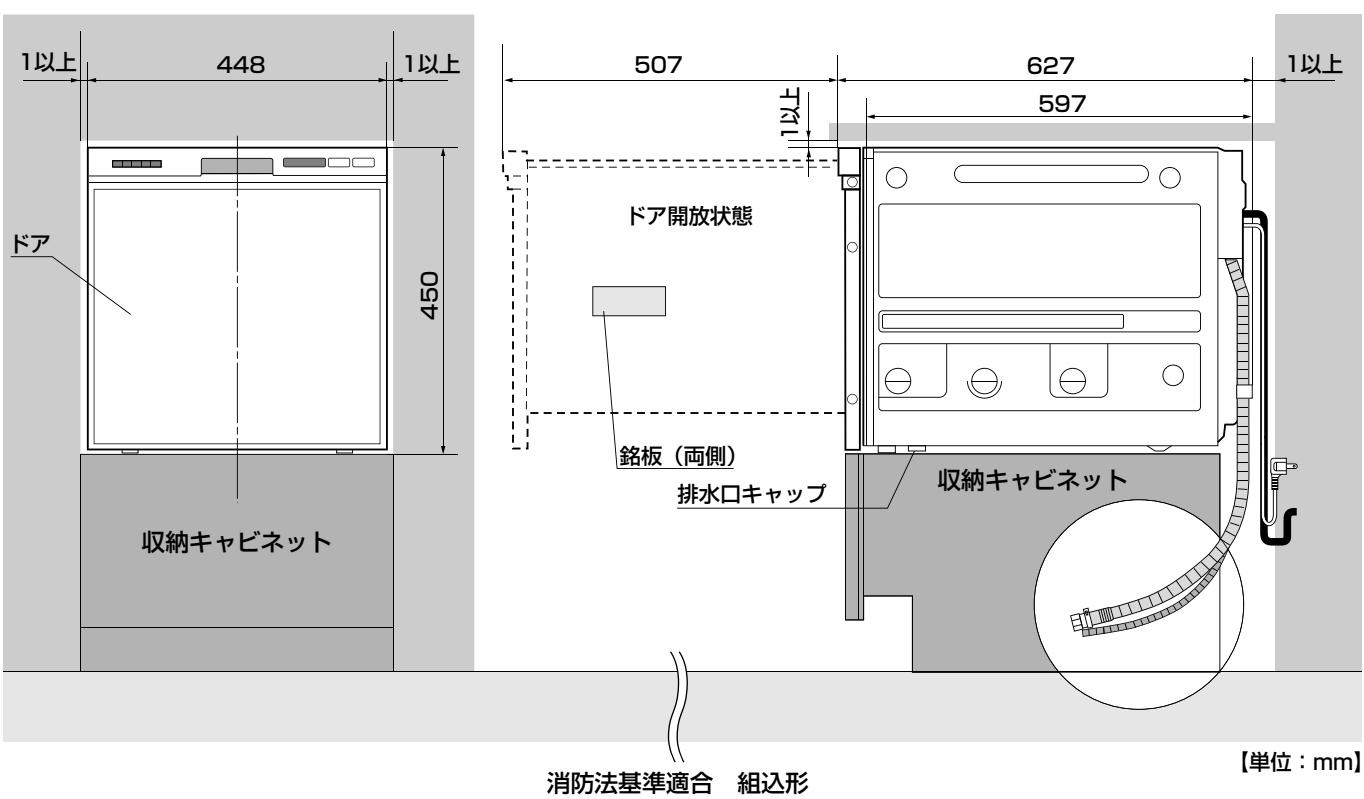 1以上
448
1以上
507
627
1以上
1以上
597
ドア開放状態
ドア
450
銘板（両側）
排水口キャップ
収納キャビネット
収納キャビネット
【単位：mm】
消防法基準適合　組込形